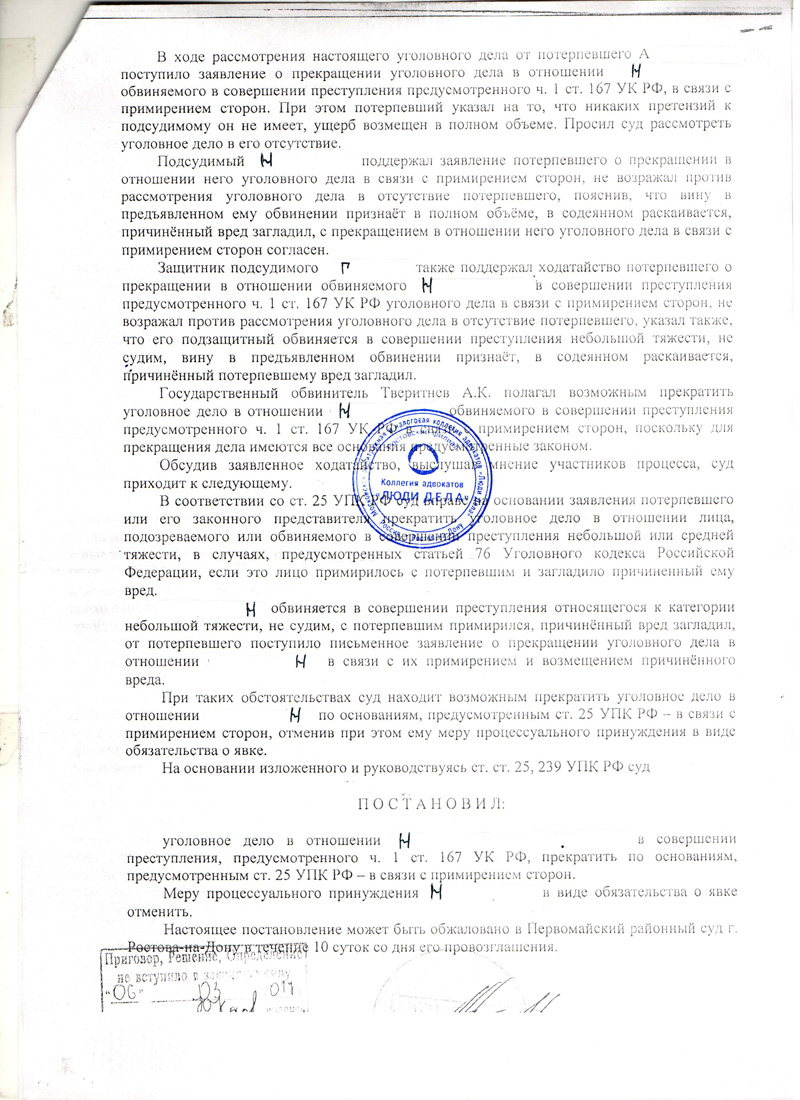 В ходе рассмотрения настоящего уголовного дела от потерпевшего А
поступило заявление о прекращении уголовного дела в отношении Н
обвиняемого в совершении преступления предусмотренного ч. 1 ст. 167 УК РФ, в связи с
примирением сторон. При этом потерпевший указал на то, что никаких претензий к
подсудимому он не имеет, ущерб возмещен в полном объеме. Просил суд рассмотреть
уголовное дело в его отсутствие.
Подсудимый Н поддержал заявление потерпевшего о прекращении в
отношении него уголовного дела в связи с примирением сторон, не возражал против
рассмотрения уголовного дела в отсутствие потерпевшего, пояснив, что вину в
предъявленном ему обвинении признаёт в полном объёме, в содеянном раскаивается,
причинённый вред загладил, с прекращением в отношении него уголовного дела в связи с
примирением сторон согласен.
Защитник подсудимого Г также поддержал ходатайство потерпевшего о
прекращении в отношении обвиняемого Н в совершении преступления
предусмотренного ч. 1 ст. 167 УК РФ уголовного дела в связи с примирением сторон, не
возражал против рассмотрения уголовного дела в отсутствие потерпевшего, указал также,
что его подзащитный обвиняется в совершении преступления небольшой тяжести, не
судим, вину в предъявленном обвинении признаёт, в содеянном раскаивается,
причинённый потерпевшему вред загладил.
Государственный обвинитель Тверитнев А.К. полагал возможным прекратить
уголовное дело в отношении Н обвиняемого в совершении преступления
предусмотренного ч. 1 ст. 167 УК РФ в связи с примирением сторон, поскольку для
прекращения дела имеются все основания предусмотренные законом.
Обсудив заявленное ходатайство, выслушав мнение участников процесса, суд
приходит к следующему.
В соответствии со ст. 25 УПК РФ суд вправе на основании заявления потерпевшего
или его законного представителя прекратить уголовное дело в отношении лица,
подозреваемого или обвиняемого в совершении преступления небольшой или средней
тяжести, в случаях, предусмотренных статьей 76 Уголовного кодекса Российской
Федерации, если это лицо примирилось с потерпевшим и загладило причиненный ему
вред.
Н обвиняется в совершении преступления относящегося к категории
небольшой тяжести, не судим, с потерпевшим примирился, причинённый вред загладил,
от потерпевшего поступило письменное заявление о прекращении уголовного дела в
отношении Н в связи с их примирением и возмещением причинённого
вреда.
При таких обстоятельствах суд находит возможным прекратить уголовное дело в
отношении Н по основаниям, предусмотренным ст. 25 УПК РФ – в связи с
примирением сторон, отменив при этом ему меру процессуального принуждения в виде
обязательства о явке.
На основании изложенного и руководствуясь ст. ст. 25, 239 УПК РФ суд
П О С Т А Н О В И Л:
уголовное дело в отношении Н в совершении
преступления, предусмотренного ч. 1 ст. 167 УК РФ, прекратить по основаниям,
предусмотренным ст. 25 УПК РФ – в связи с примирением сторон.
Меру процессуального принуждения Н в виде обязательства о явке
отменить.
Настоящее постановление может быть обжаловано в Первомайский районный суд г.
Ростова-на-Дону в течение 10 суток со дня его провозглашения.
Коллегия адвокатов
"ЛЮДИ ДЕЛА"
Приговор, Решение, Определение
не вступило в законную силу
"06" 03